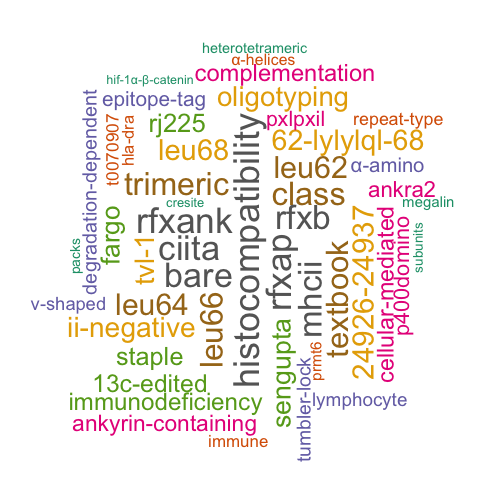 heterotetrameric
α-helices
hif-1α-β-catenin
complementation
epitope-tag
oligotyping
degradation-dependent
t0070907
hla-dra
rj225
pxlpxil
repeat-type
leu68
histocompatibility
62-lylylql-68
trimeric
leu62
α-amino
cresite
class
ankra2
megalin
fargo
rfxank
rfxb
packs
tvl-1
ciita
bare
rfxap
mhcii
textbook
24926-24937
cellular-mediated
p400domino
subunits
v-shaped
leu64
leu66
ii-negative
staple
sengupta
tumbler-lock
prmt6
13c-edited
immunodeficiency
lymphocyte
ankyrin-containing
immune